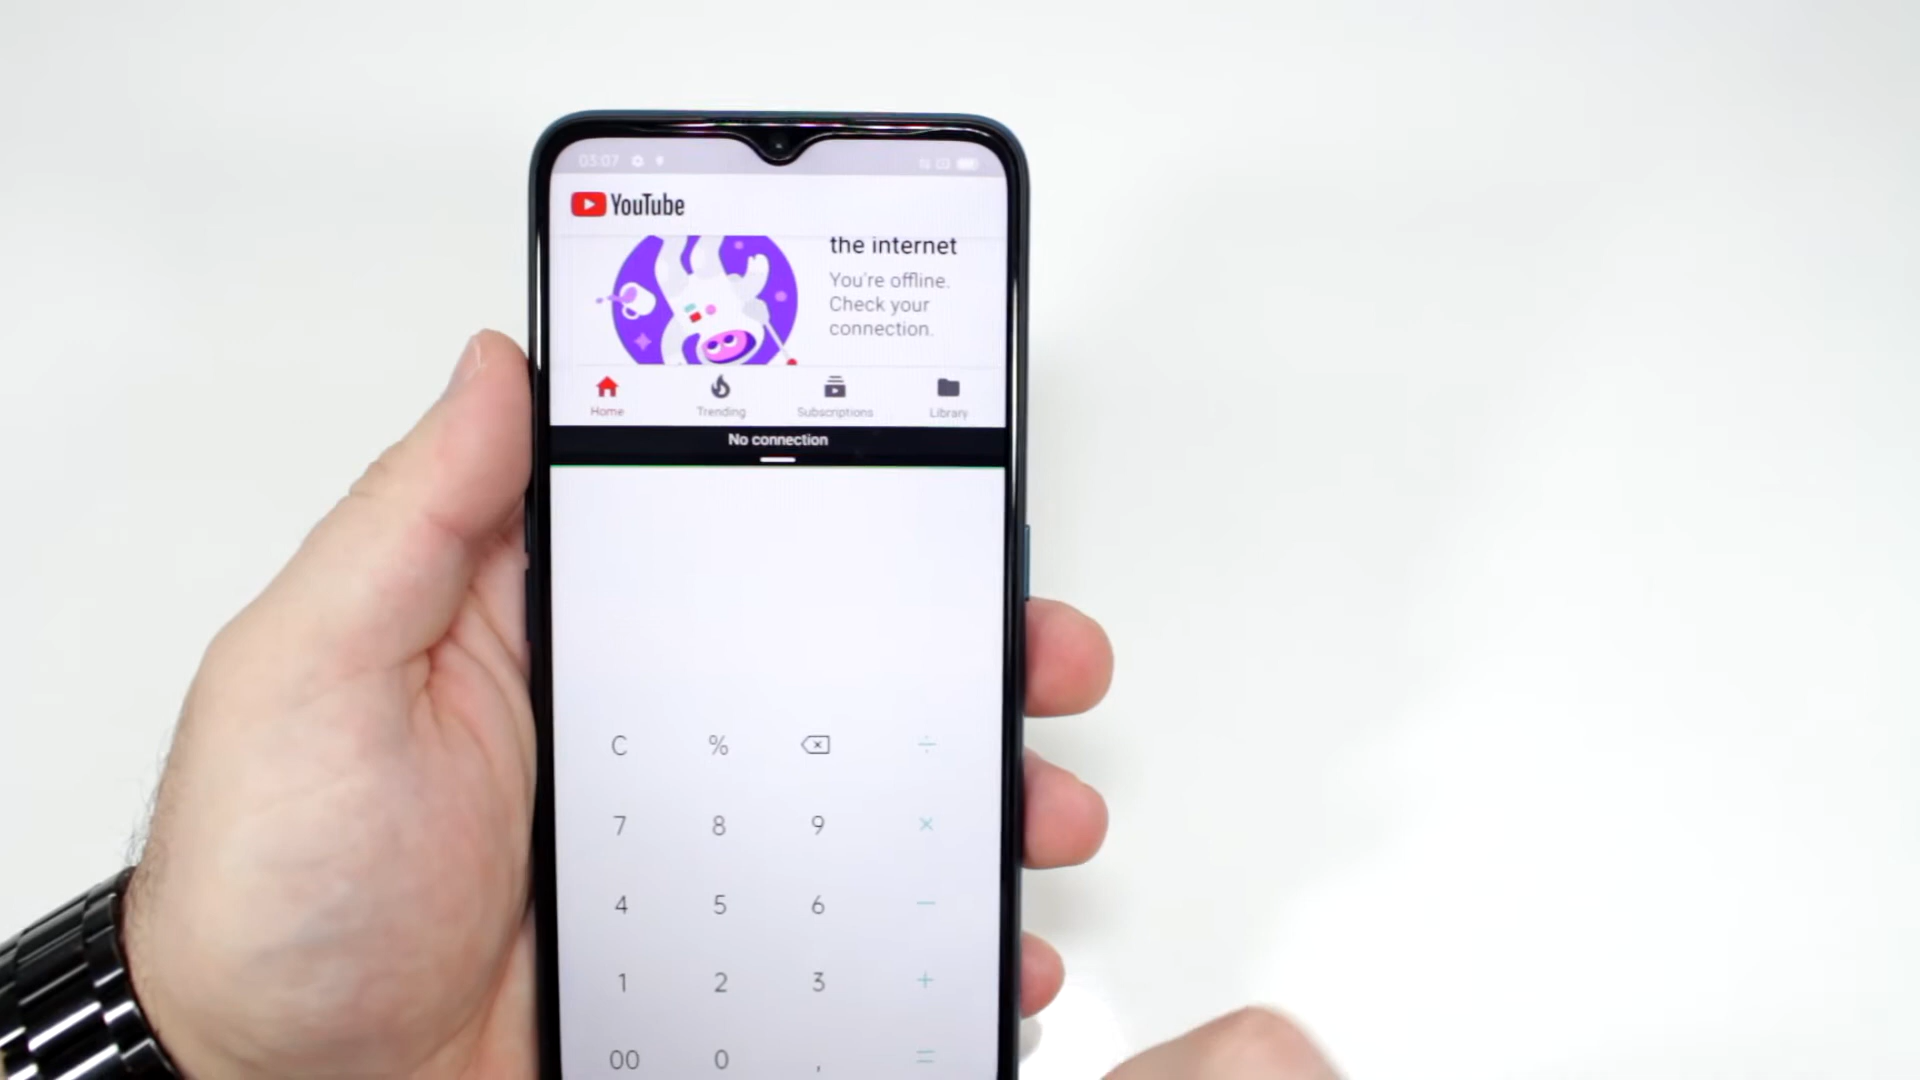 05:07
YouTube
the internet
You're offline.
Check your
connection.
Home Trending Subscriptions Library
No connection
C % ÷
7 8 9 ×
4 5 6 −
1 2 3 +
00 0 , =